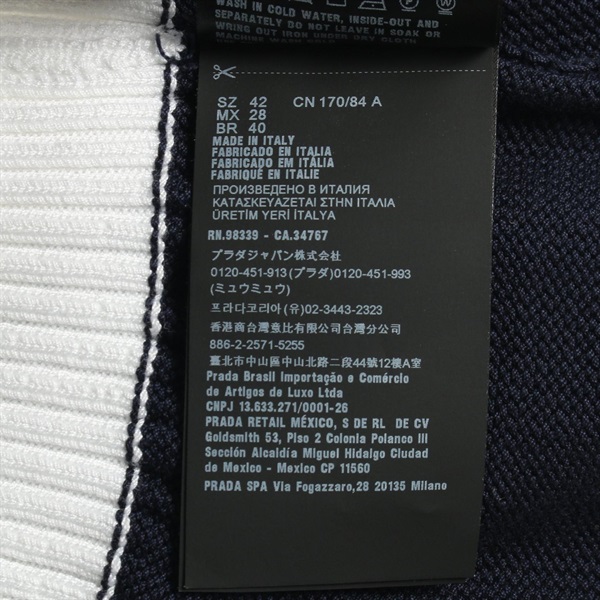 WASH IN COLD WATER, INSIDE-OUT AND
SEPARATELY DO NOT LEAVE IN SOAK OR
SZ 42 CN 170/84 A
MX 28
BR 40
MADE IN ITALY
FABRICADO EN ITALIA
FABRICADO EM ITÁLIA
FABRIQUÉ EN ITALIE
ПРОИЗВЕДЕНО В ИТАЛИЯ
ΚΑΤΑΣΚΕΥΑΖΕΤΑΙ ΣΤΗΝ ΙΤΑΛΙΑ
ÜRETİM YERİ İTALYA
RN.98339 - CA.34767
プラダジャパン株式会社
0120-451-913(プラダ)0120-451-993
(ミュウミュウ)
프라다코리아(유)02-3443-2323
香港商台灣意比有限公司台灣分公司
886-2-2571-5255
臺北市中山區中山北路二段44號12樓A室
Prada Brasil Importação e Comércio
de Artigos de Luxo Ltda
CNPJ 13.633.271/0001-26
PRADA RETAIL MÉXICO, S DE RL DE CV
Goldsmith 53, Piso 2 Colonia Polanco III
Sección Alcaldía Miguel Hidalgo Ciudad
de Mexico - Mexico CP 11560
PRADA SPA Via Fogazzaro,28 20135 Milano